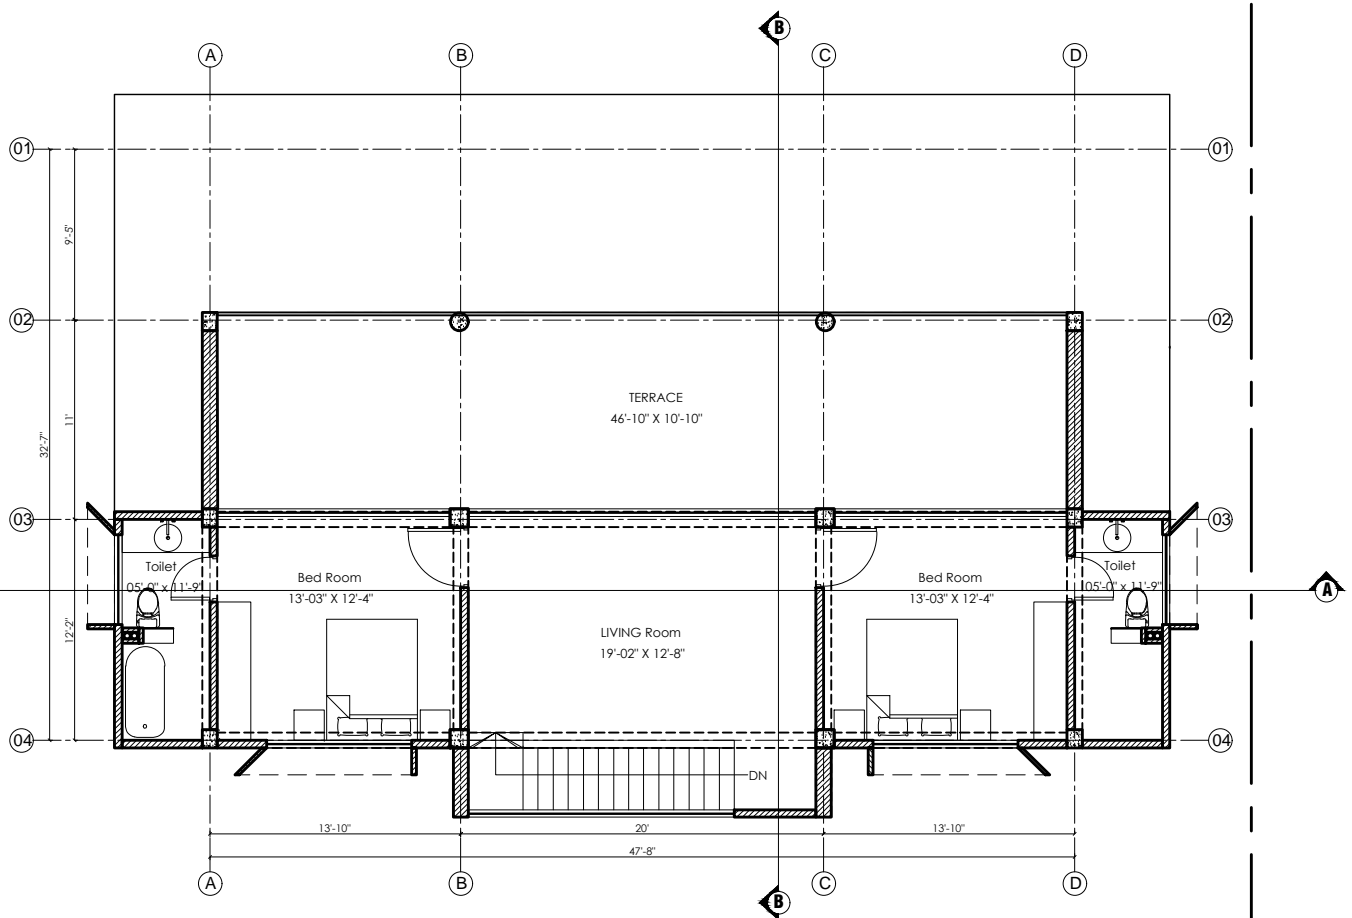 B
A B C D
01 01
9'-5"
02 02
TERRACE
46'-10" X 10'-10"
11'
32'-7"
03 03
Toilet
05'-0" x 11'-9"
Bed Room
13'-03" X 12'-4"
Bed Room
13'-03" X 12'-4"
Toilet
05'-0" x 11'-9"
A
12'-2"
LIVING Room
19'-02" X 12'-8"
04 04
DN
13'-10" 20' 13'-10"
47'-8"
A B C D
B